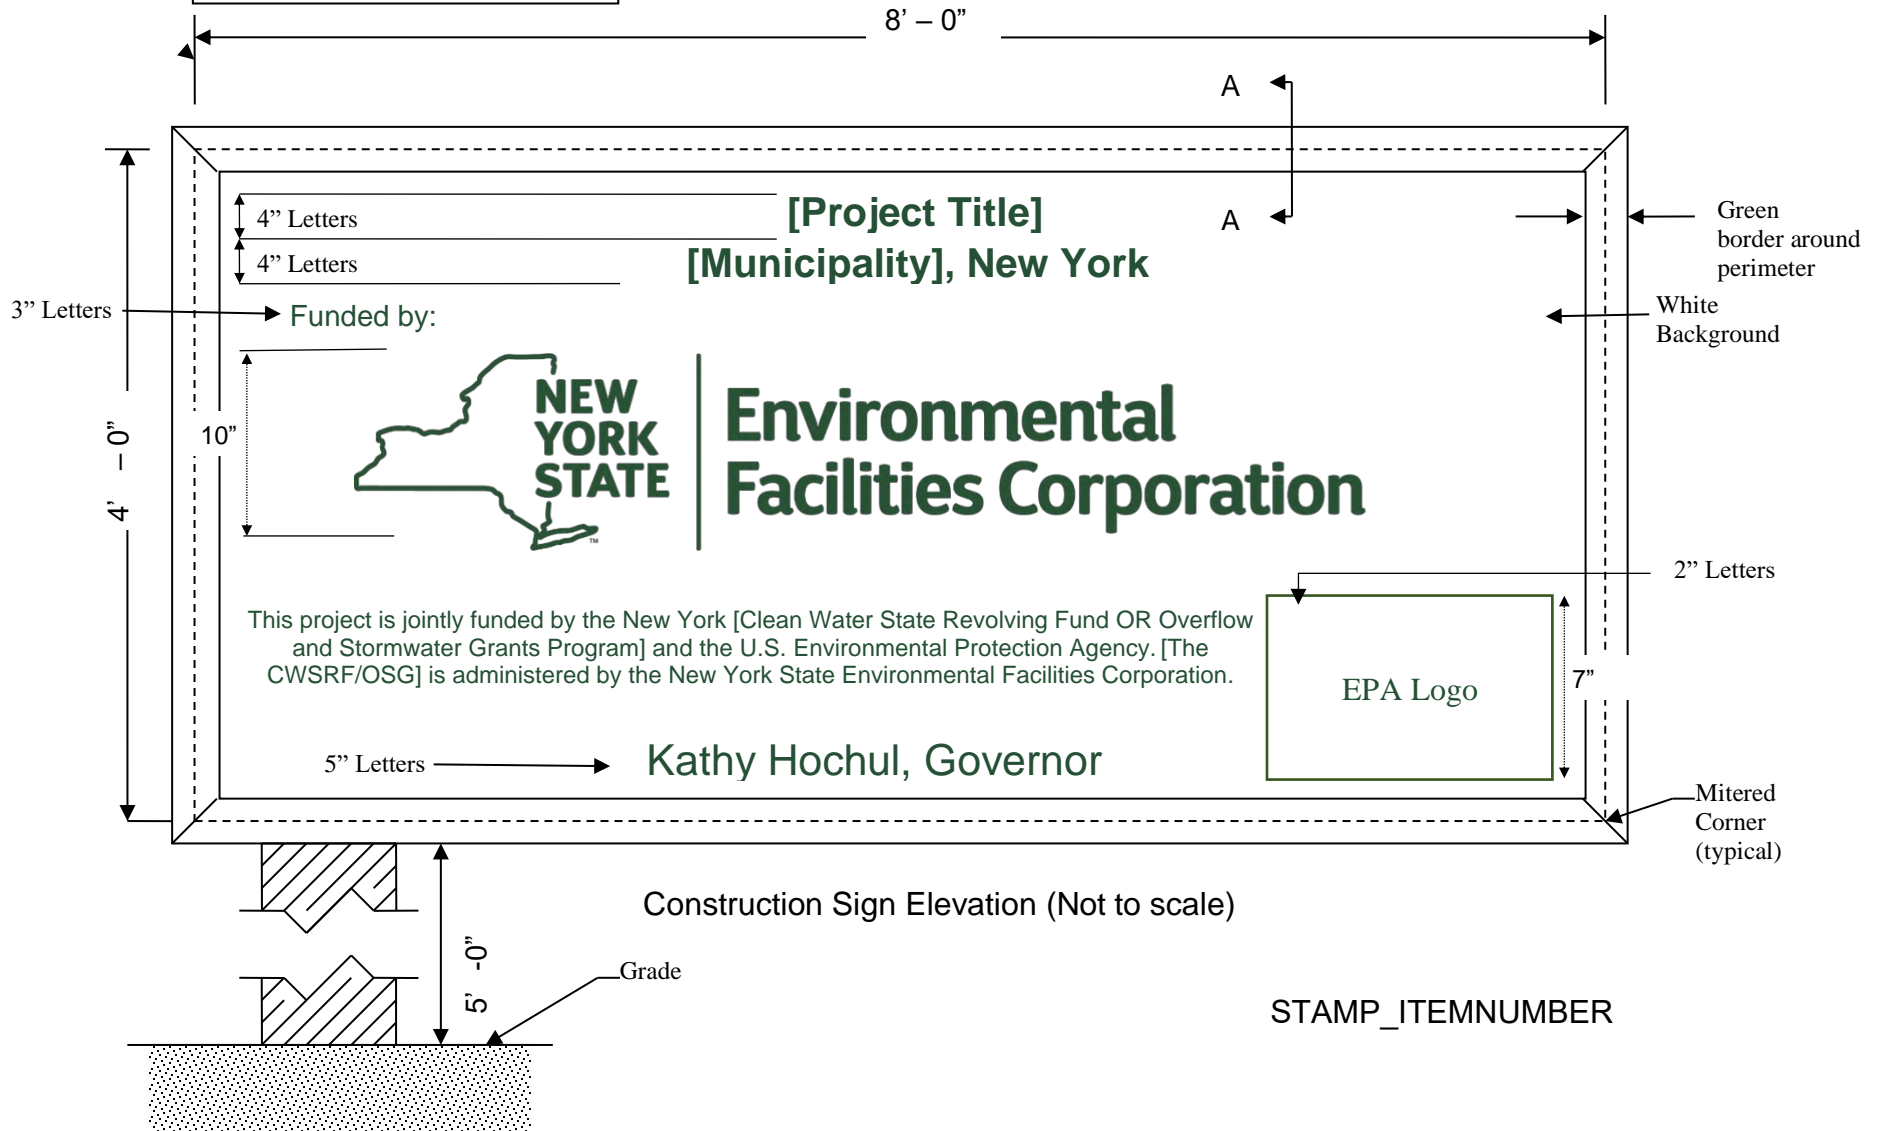 8’ – 0”
A
4” Letters
[Project Title]
A
Green
border around
perimeter
4” Letters
[Municipality], New York
3” Letters
Funded by:
White
Background
4’ – 0”
10”
NEW
YORK
STATE
™
Environmental
Facilities Corporation
2” Letters
This project is jointly funded by the New York [Clean Water State Revolving Fund OR Overflow
and Stormwater Grants Program] and the U.S. Environmental Protection Agency. [The
CWSRF/OSG] is administered by the New York State Environmental Facilities Corporation.
EPA Logo
7”
5” Letters
Kathy Hochul, Governor
Mitered
Corner
(typical)
Construction Sign Elevation (Not to scale)
5’ -0”
Grade
STAMP_ITEMNUMBER